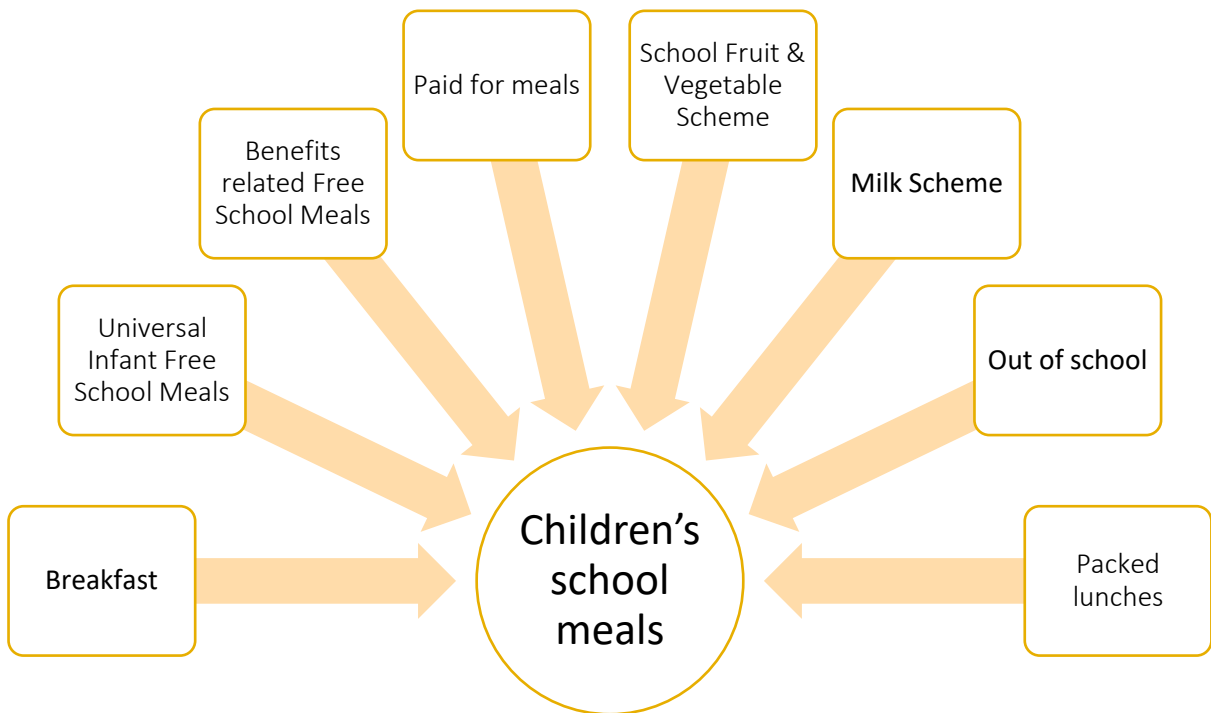 Breakfast
Universal
Infant Free
School Meals
Benefits
related Free
School Meals
Paid for meals
School Fruit &
Vegetable
Scheme
Milk Scheme
Out of school
Packed
lunches
Children’s
school
meals